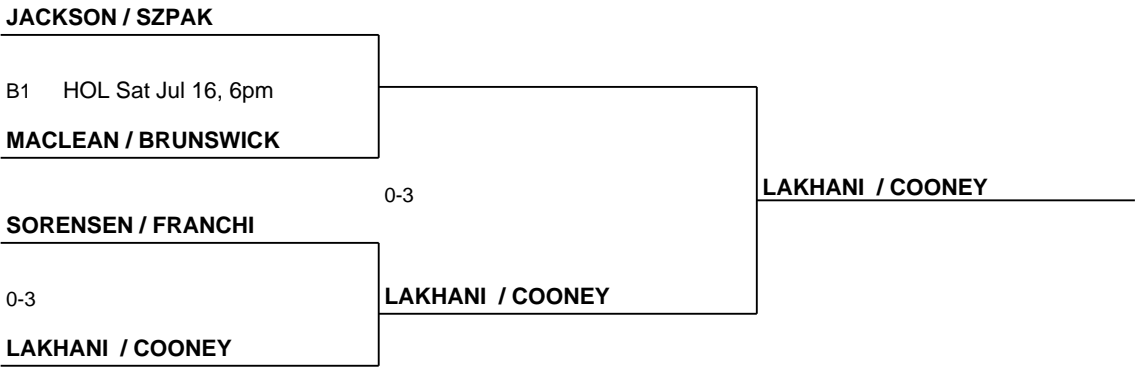 JACKSON / SZPAK
B1 HOL Sat Jul 16, 6pm
MACLEAN / BRUNSWICK
0-3
LAKHANI / COONEY
SORENSEN / FRANCHI
0-3
LAKHANI / COONEY
LAKHANI / COONEY